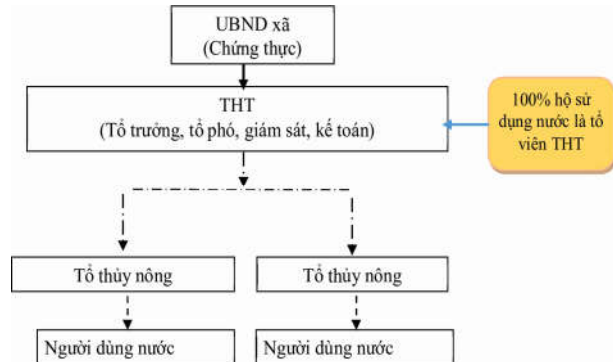 UBND xã
(Chứng thực)
THT
(Tổ trưởng, tổ phó, giám sát, kế toán)
100% hộ sử
dụng nước là tổ
viên THT
Tổ thủy nông
Tổ thủy nông
Người dùng nước
Người dùng nước